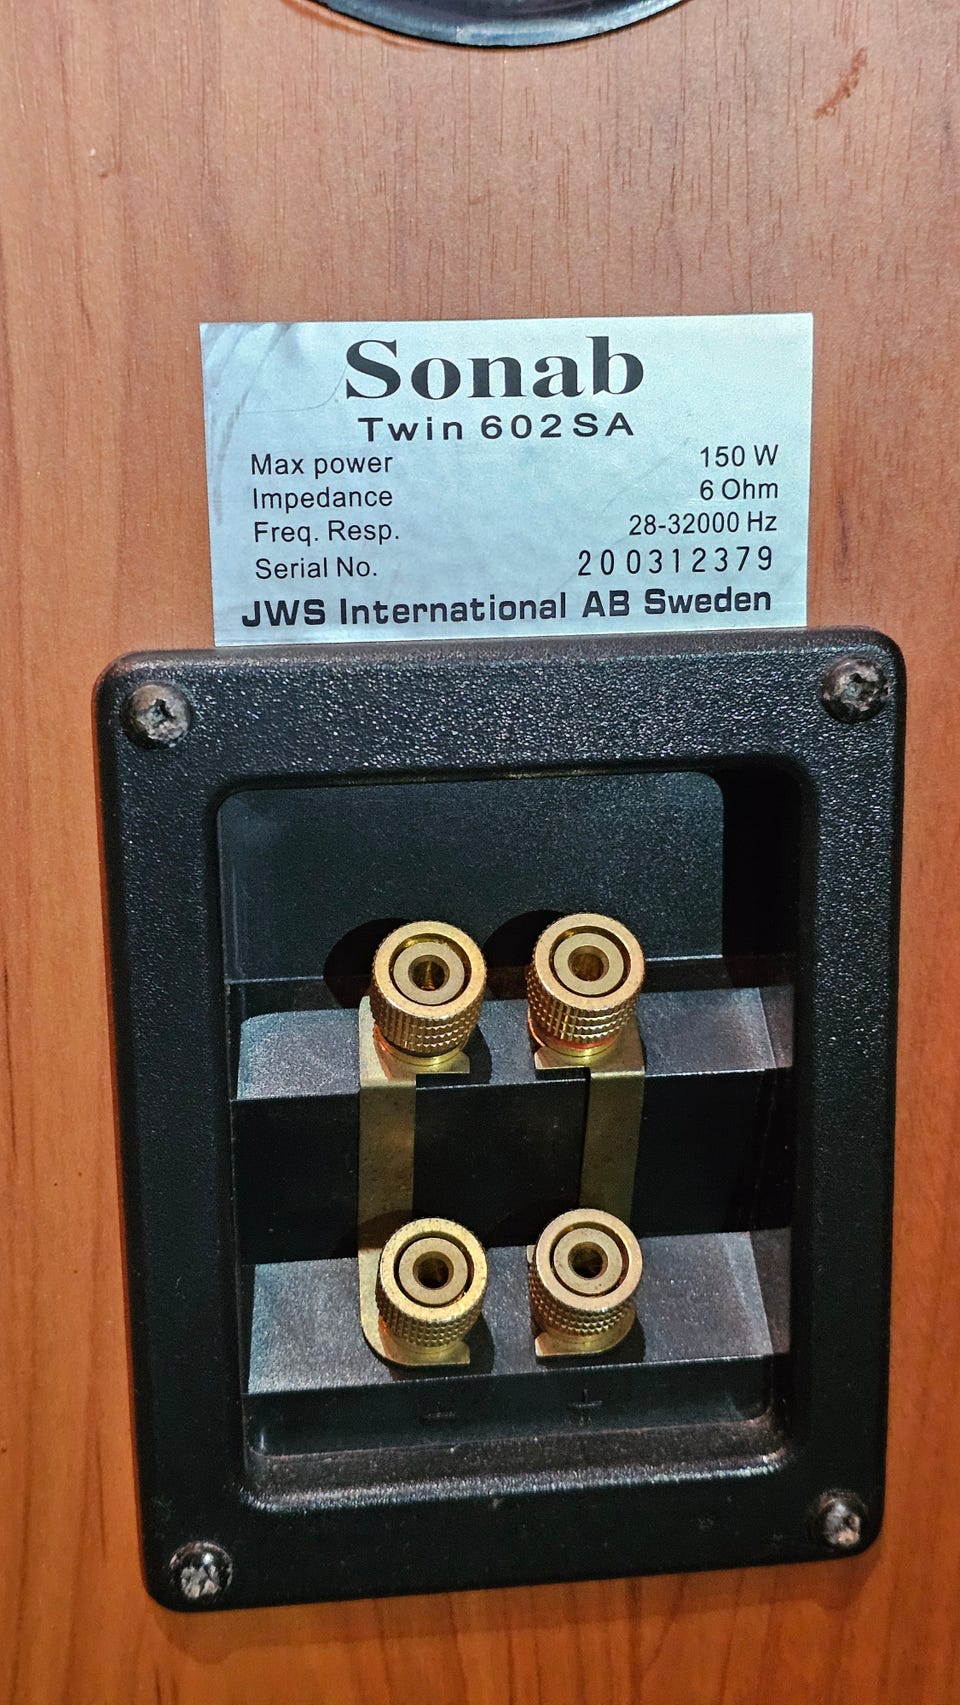 Sonab
Twin 602SA
Max power 150 W
Impedance 6 Ohm
Freq. Resp. 28-32000 Hz
Serial No. 200312379
JWS International AB Sweden
- +